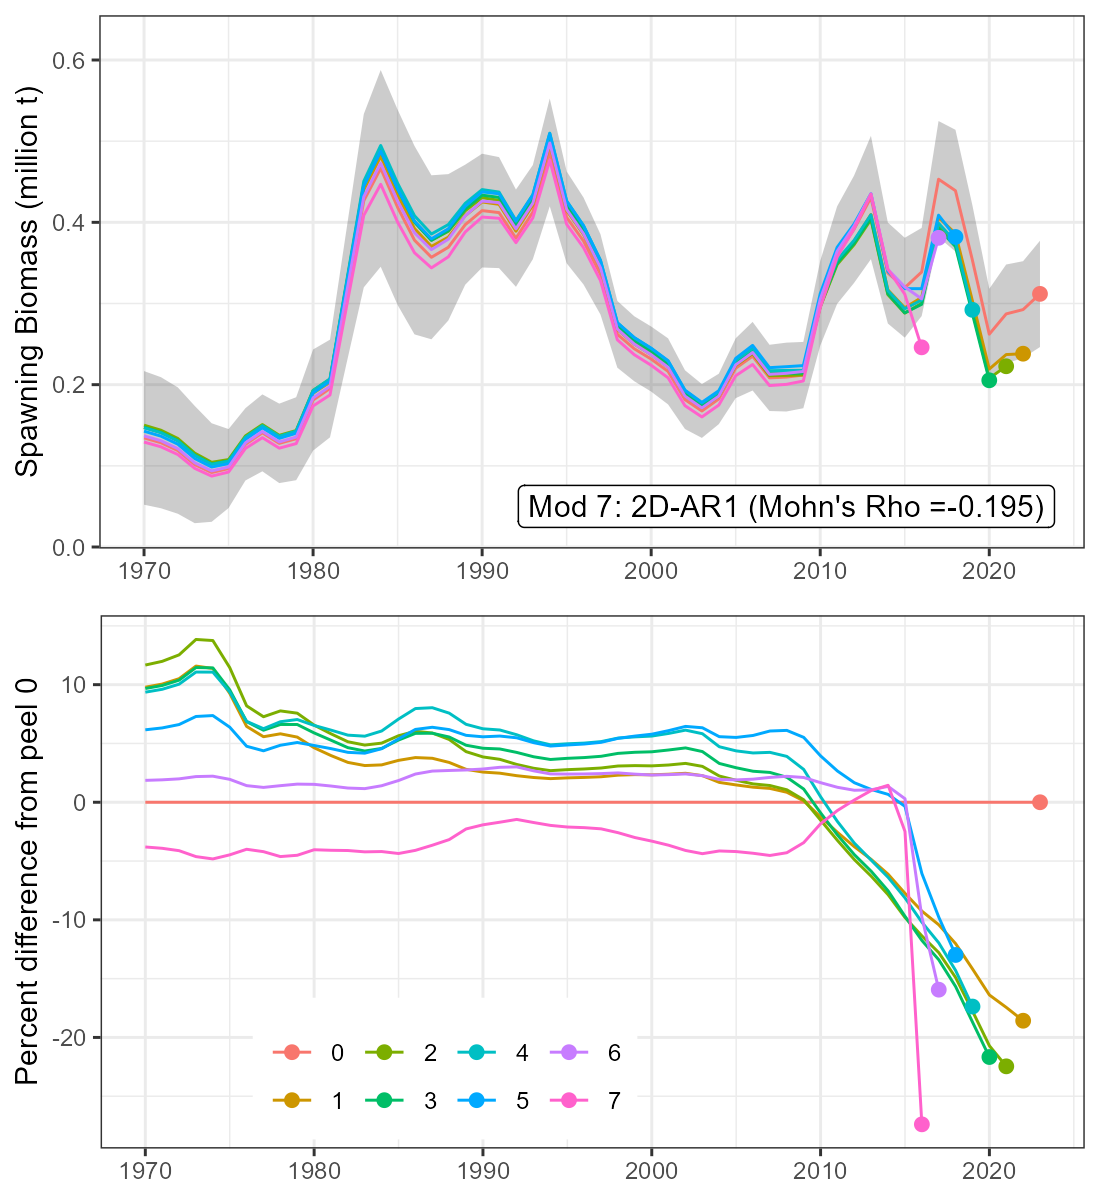 Spawning Biomass (million t)
0.6
0.4
0.2
0.0
Mod 7: 2D-AR1 (Mohn's Rho =-0.195)
1970 1980 1990 2000 2010 2020
Percent difference from peel 0
10
0
-10
-20
0 2 4 6
1 3 5 7
1970 1980 1990 2000 2010 2020